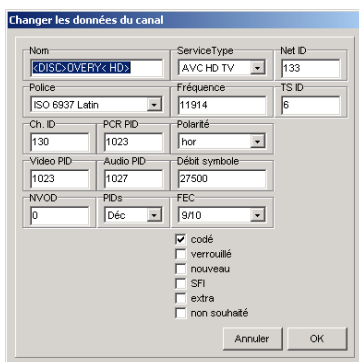 Changer les données du canal
Nom ServiceType Net ID
<DISC>OVERY< HD> AVC HD TV 133
Police Fréquence TS ID
ISO 6937 Latin 11914 6
Ch. ID PCR PID Polarité
130 1023 hor
Video PID Audio PID Débit symbole
1023 1027 27500
NVOD PIDs FEC
0 Déc 9/10
codé
verrouillé
nouveau
SFI
extra
non souhaité
Annuler OK